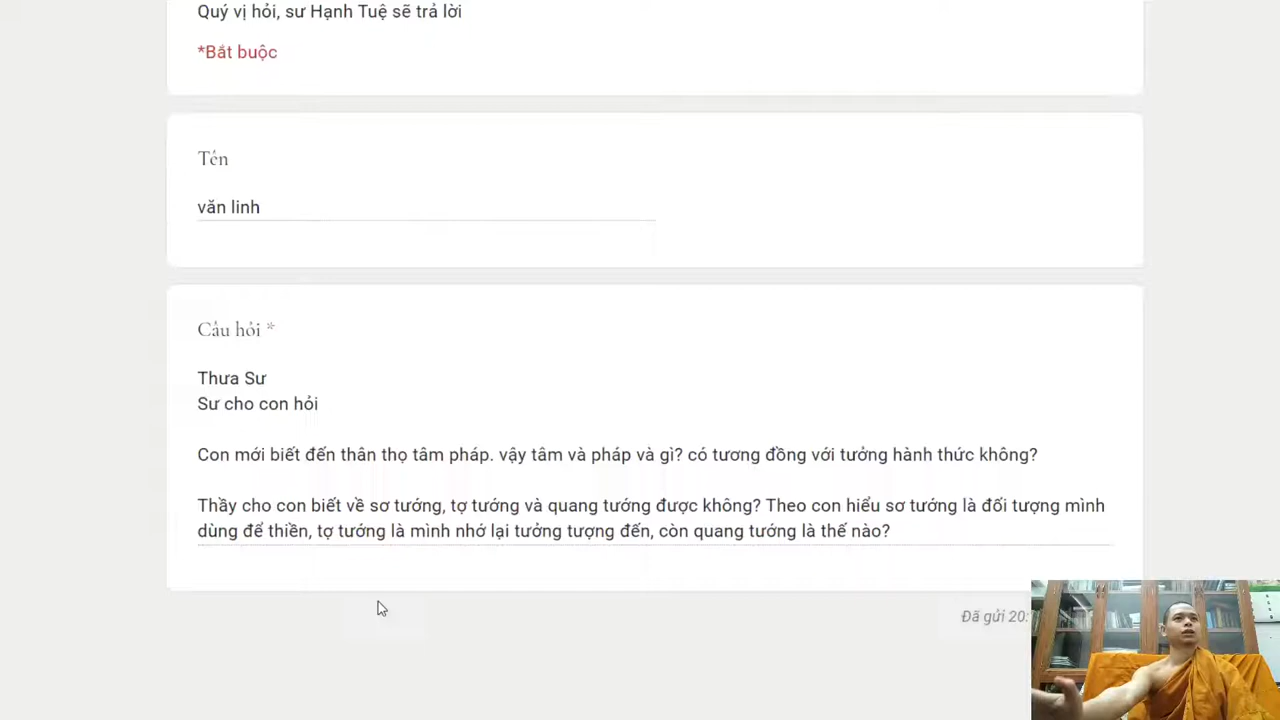 Quý vị hỏi, sư Hạnh Tuệ sẽ trả lời
*Bắt buộc
Tên
văn linh
Câu hỏi *
Thưa Sư
Sư cho con hỏi
Con mới biết đến thân thọ tâm pháp. vậy tâm và pháp và gì? có tương đồng với tưởng hành thức không?
Thầy cho con biết về sơ tướng, tợ tướng và quang tướng được không? Theo con hiểu sơ tướng là đối tượng mình
dùng để thiền, tợ tướng là mình nhớ lại tưởng tượng đến, còn quang tướng là thế nào?
Đã gửi 20: